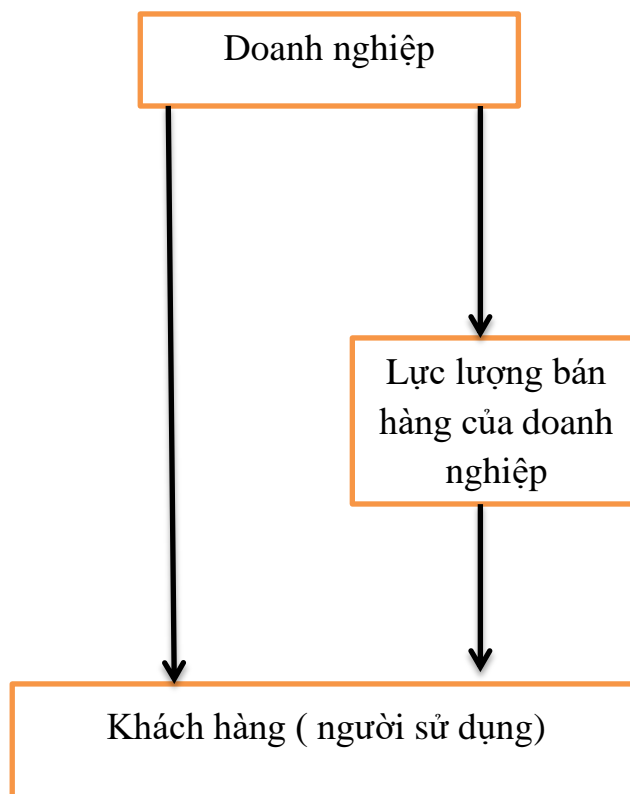 Doanh nghiệp
Lực lượng bán
hàng của doanh
nghiệp
Khách hàng ( người sử dụng)